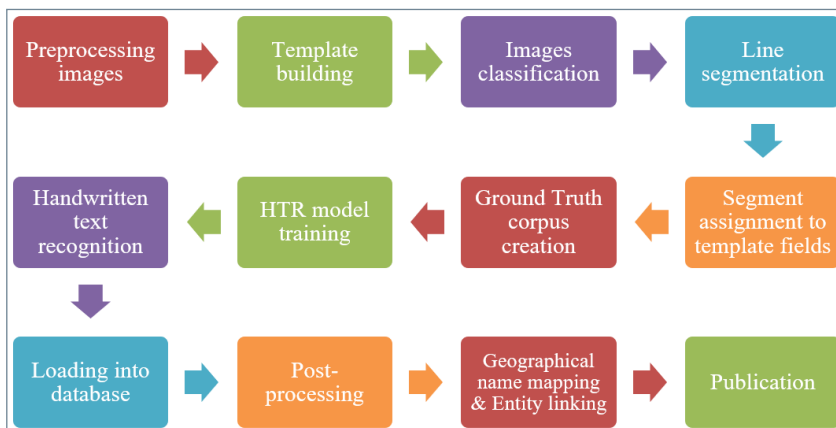 Preprocessing
images
Template
building
Images
classification
Line
segmentation
Segment
assignment to
template fields
Ground Truth
corpus
creation
HTR model
training
Handwritten
text
recognition
Loading into
database
Post-
processing
Geographical
name mapping
& Entity linking
Publication